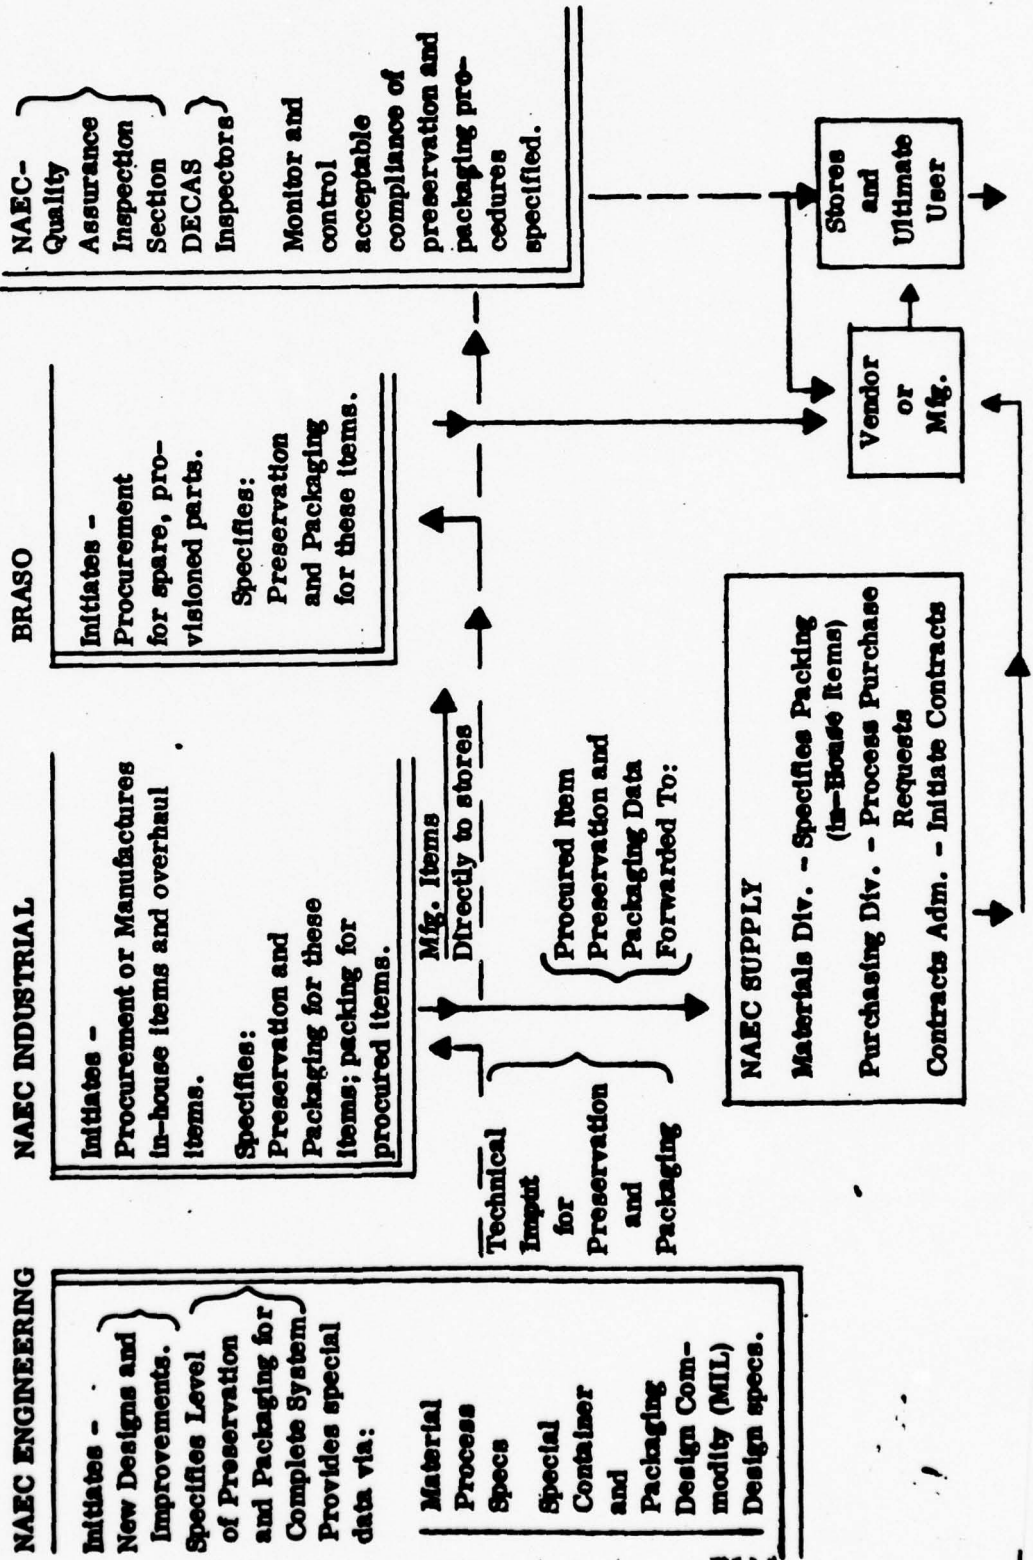 NAEC ENGINEERING
Initiates -
New Designs and
Improvements.
Specifies Level
of Preservation
and Packaging for
Complete System.
Provides special
data via:
Material
Process
Specs
Special
Container
and
Packaging
Design Com-
modity (MIL)
Design specs.
Technical
Input
for
Preservation
and
Packaging
NAEC INDUSTRIAL
Initiates -
Procurement or Manufactures
in-house items and overhaul
items.
Specifies:
Preservation and
Packaging for these
items; packing for
procured items.
Mfg. Items
Directly to stores
Procured Item
Preservation and
Packaging Data
Forwarded To:
NAEC SUPPLY
Materials Div. - Specifies Packing
(in-House Items)
Purchasing Div. - Process Purchase
Requests
Contracts Adm. - Initiate Contracts
BRASO
Initiates -
Procurement
for spare, pro-
visioned parts.
Specifies:
Preservation
and Packaging
for these items.
NAEC-
Quality
Assurance
Inspection
Section
DECAS
Inspectors
Monitor and
control
acceptable
compliance of
preservation and
packaging pro-
cedures
specified.
Vendor
or
Mfg.
Stores
and
Ultimate
User